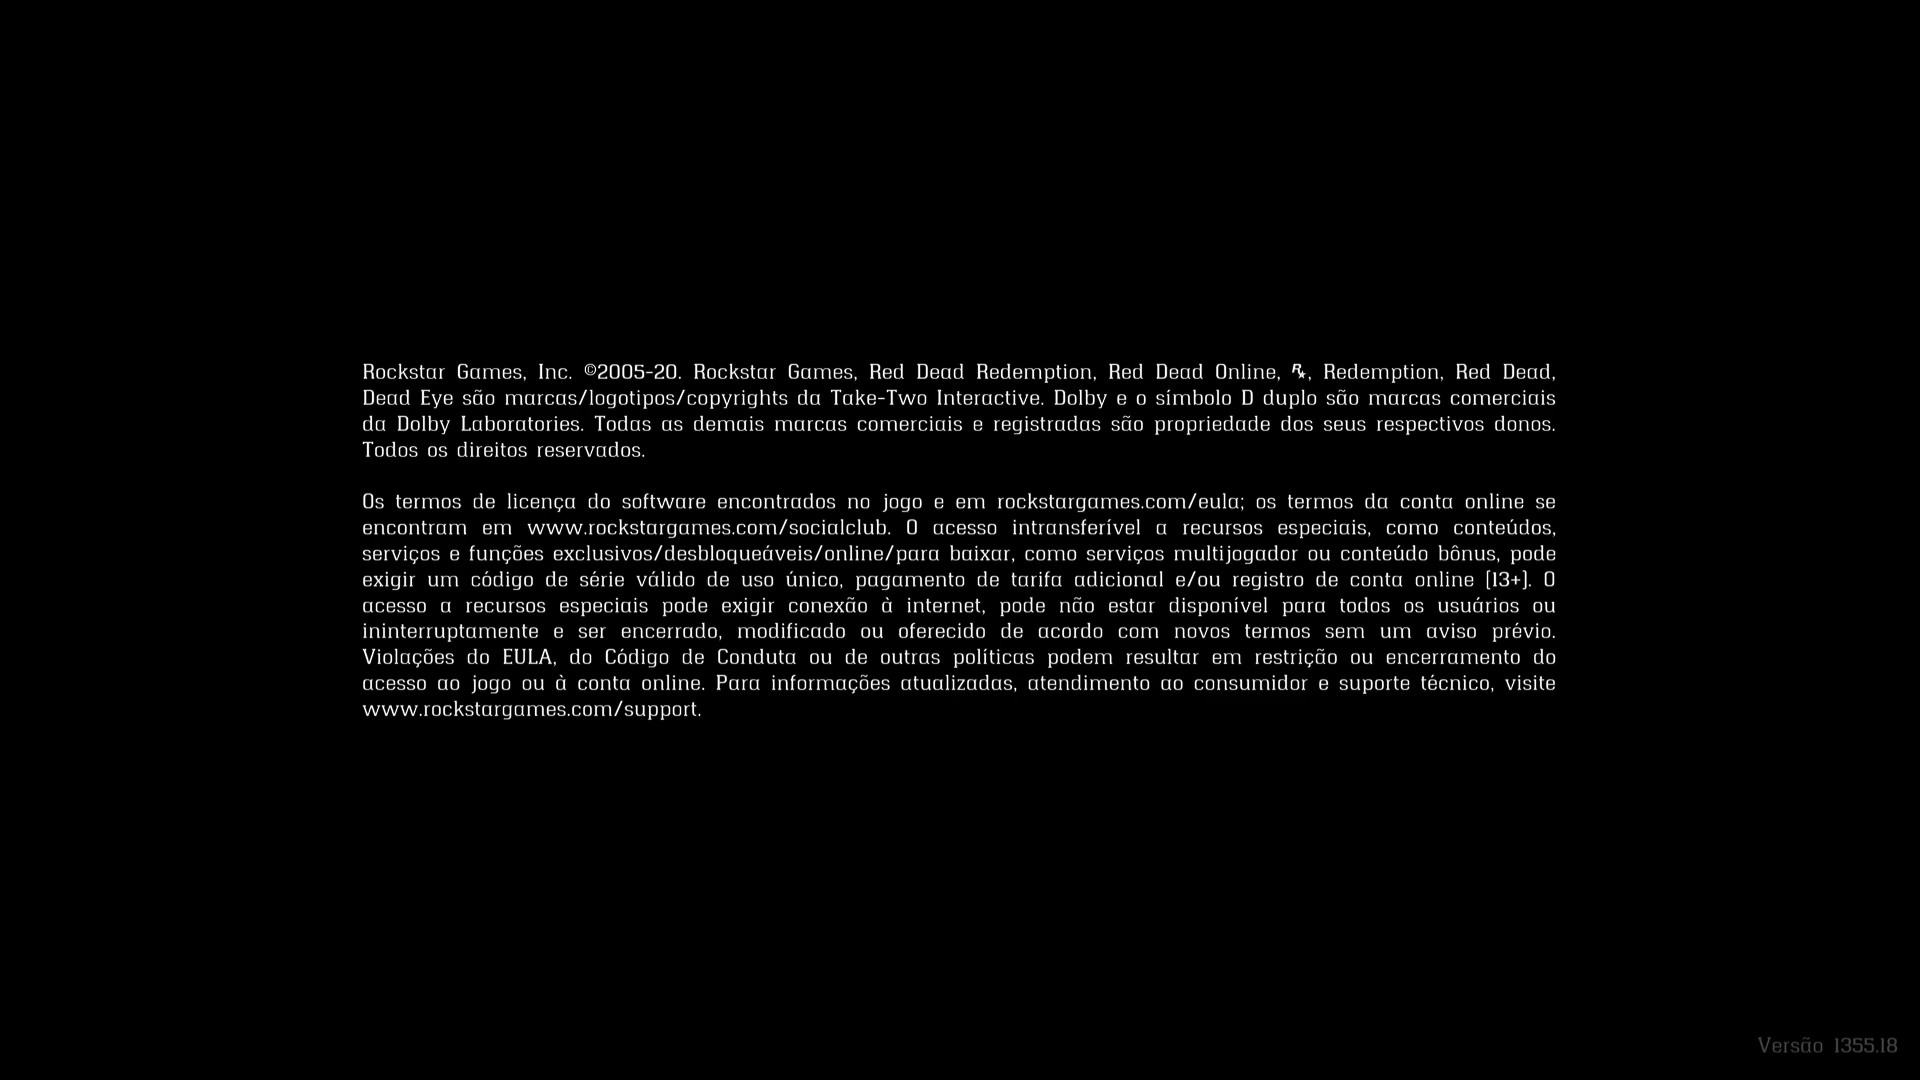 Rockstar Games, Inc. ©2005-20. Rockstar Games, Red Dead Redemption, Red Dead Online, R★, Redemption, Red Dead,
Dead Eye são marcas/logotipos/copyrights da Take-Two Interactive. Dolby e o símbolo D duplo são marcas comerciais
da Dolby Laboratories. Todas as demais marcas comerciais e registradas são propriedade dos seus respectivos donos.
Todos os direitos reservados.
Os termos de licença do software encontrados no jogo e em rockstargames.com/eula; os termos da conta online se
encontram em www.rockstargames.com/socialclub. O acesso intransferível a recursos especiais, como conteúdos,
serviços e funções exclusivos/desbloqueáveis/online/para baixar, como serviços multijogador ou conteúdo bônus, pode
exigir um código de série válido de uso único, pagamento de tarifa adicional e/ou registro de conta online (13+). O
acesso a recursos especiais pode exigir conexão à internet, pode não estar disponível para todos os usuários ou
ininterruptamente e ser encerrado, modificado ou oferecido de acordo com novos termos sem um aviso prévio.
Violações do EULA, do Código de Conduta ou de outras políticas podem resultar em restrição ou encerramento do
acesso ao jogo ou à conta online. Para informações atualizadas, atendimento ao consumidor e suporte técnico, visite
www.rockstargames.com/support.
Versão 1355.18